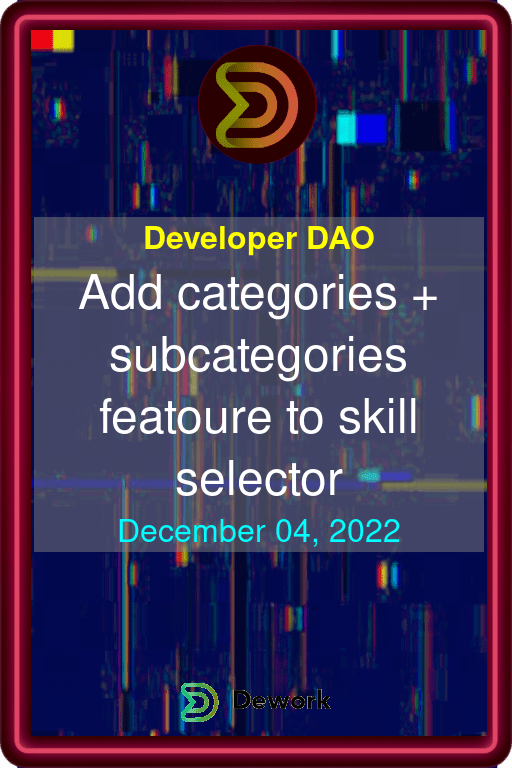 Developer DAO
Add categories +
subcategories
featoure to skill
selector
December 04, 2022
Dework